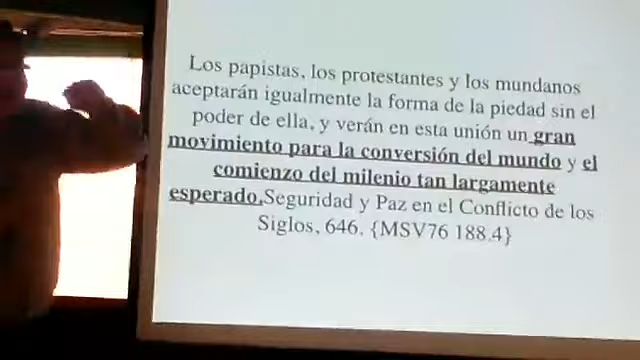 Los papistas, los protestantes y los mundanos
aceptarán igualmente la forma de la piedad sin el
poder de ella, y verán en esta unión un gran
movimiento para la conversión del mundo y el
comienzo del milenio tan largamente
esperado.Seguridad y Paz en el Conflicto de los
Siglos, 646. {MSV76 188.4}